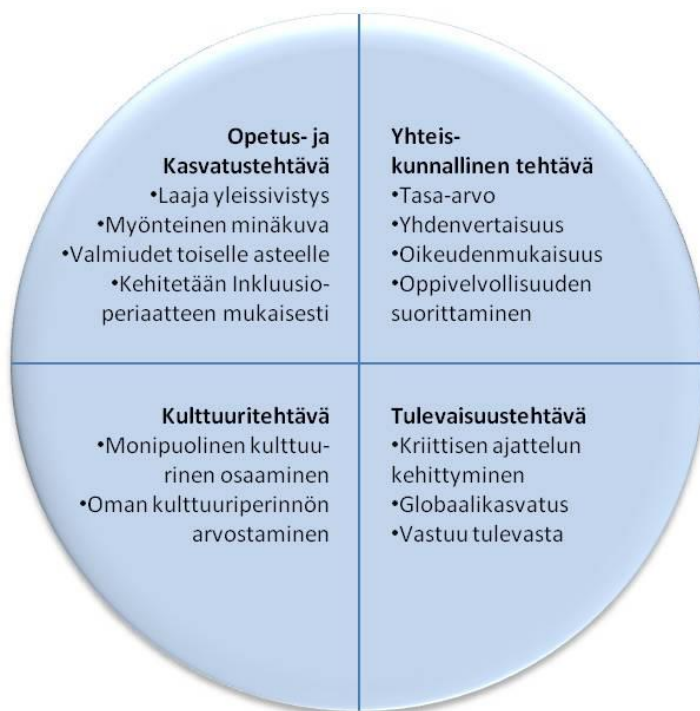 Opetus- ja
Kasvatustehtävä
•Laaja yleissivistys
•Myönteinen minäkuva
•Valmiudet toiselle asteelle
•Kehitetään Inkluusio-
periaatteen mukaisesti
Yhteis-
kunnallinen tehtävä
•Tasa-arvo
•Yhdenvertaisuus
•Oikeudenmukaisuus
•Oppivelvollisuuden
suorittaminen
Kulttuuritehtävä
•Monipuolinen kulttuu-
rinen osaaminen
•Oman kulttuuriperinnön
arvostaminen
Tulevaisuustehtävä
•Kriittisen ajattelun
kehittyminen
•Globaalikasvatus
•Vastuu tulevasta